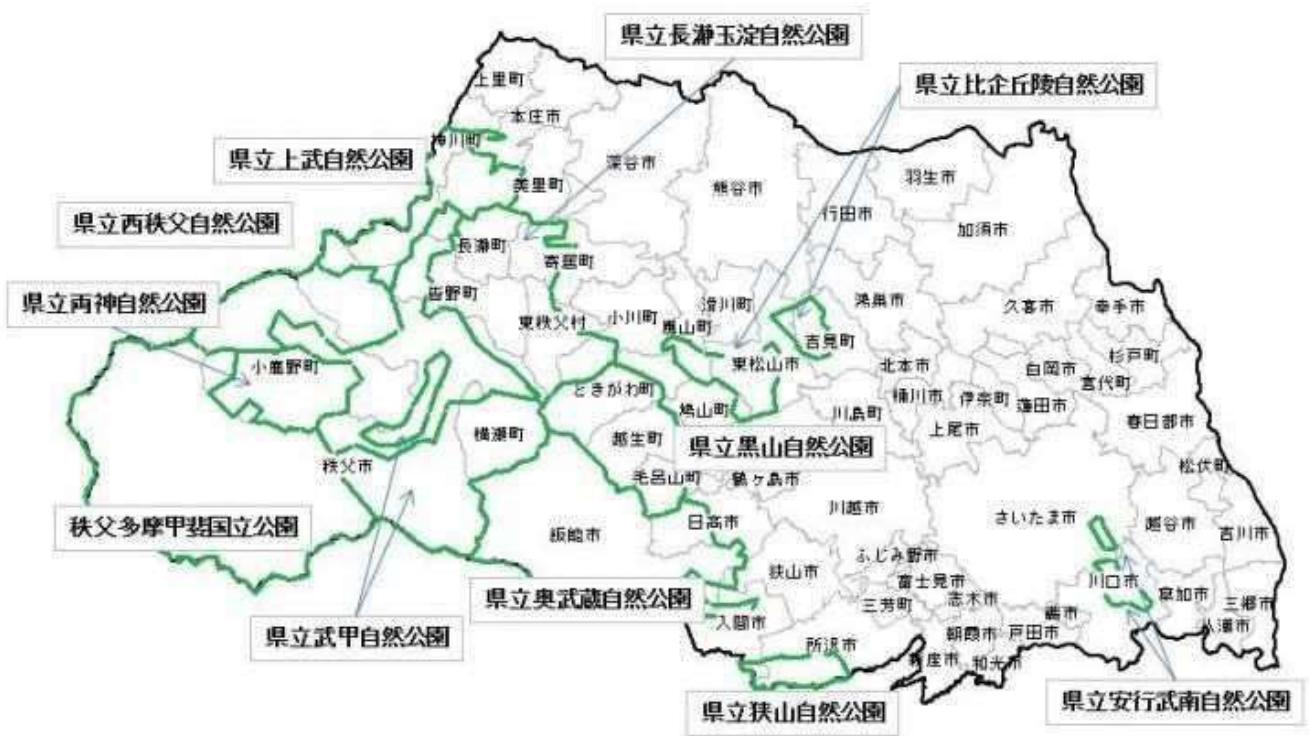 県立長瀞玉淀自然公園
県立比企丘陵自然公園
上里町
本庄市
神川町
県立上武自然公園
深谷市
熊谷市
羽生市
美里町
行田市
県立西秩父自然公園
加須市
長瀞町
寄居町
皆野町
県立両神自然公園
滑川町
鴻巣市
久喜市
幸手市
東秩父村
小川町
嵐山町
吉見町
杉戸町
小鹿野町
東松山市
北本市
白岡市
宮代町
ときがわ町
鳩山町
川島町
桶川市
伊奈町
蓮田市
春日部市
横瀬町
越生町
県立黒山自然公園
上尾市
秩父市
毛呂山町
鶴ヶ島市
松伏町
秩父多摩甲斐国立公園
飯能市
日高市
川越市
さいたま市
越谷市
吉川市
ふじみ野市
狭山市
富士見市
川口市
県立奥武蔵自然公園
三芳町
志木市
蕨市
草加市
三郷市
県立武甲自然公園
入間市
所沢市
朝霞市
戸田市
八潮市
新座市
和光市
県立狭山自然公園
県立安行武南自然公園